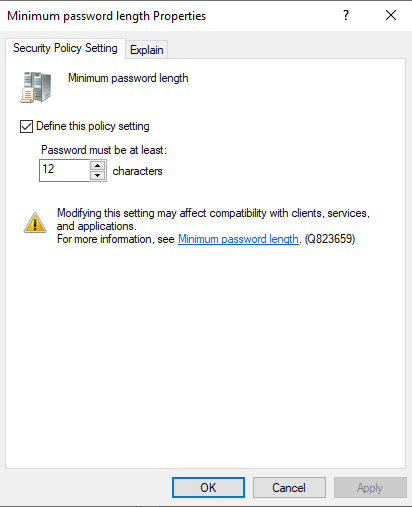 Minimum password length Properties
?
Security Policy Setting
Explain
Minimum password length
Define this policy setting
Password must be at least:
12
characters
Modifying this setting may affect compatibility with clients, services,
and applications.
For more information, see Minimum password length. (Q823659)
OK
Cancel
Apply